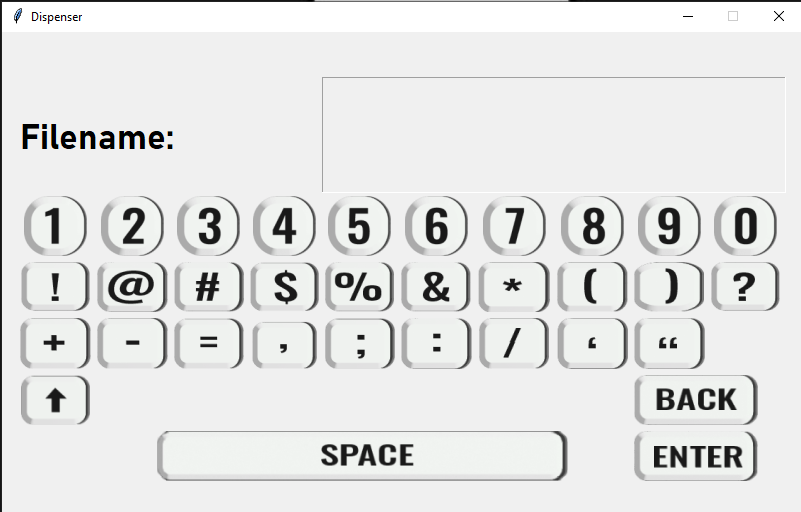 Dispenser
Filename:
1 2 3 4 5 6 7 8 9 0
! @ # $ % & * ( ) ?
+ - = , ; : / ‘ “
BACK
SPACE ENTER